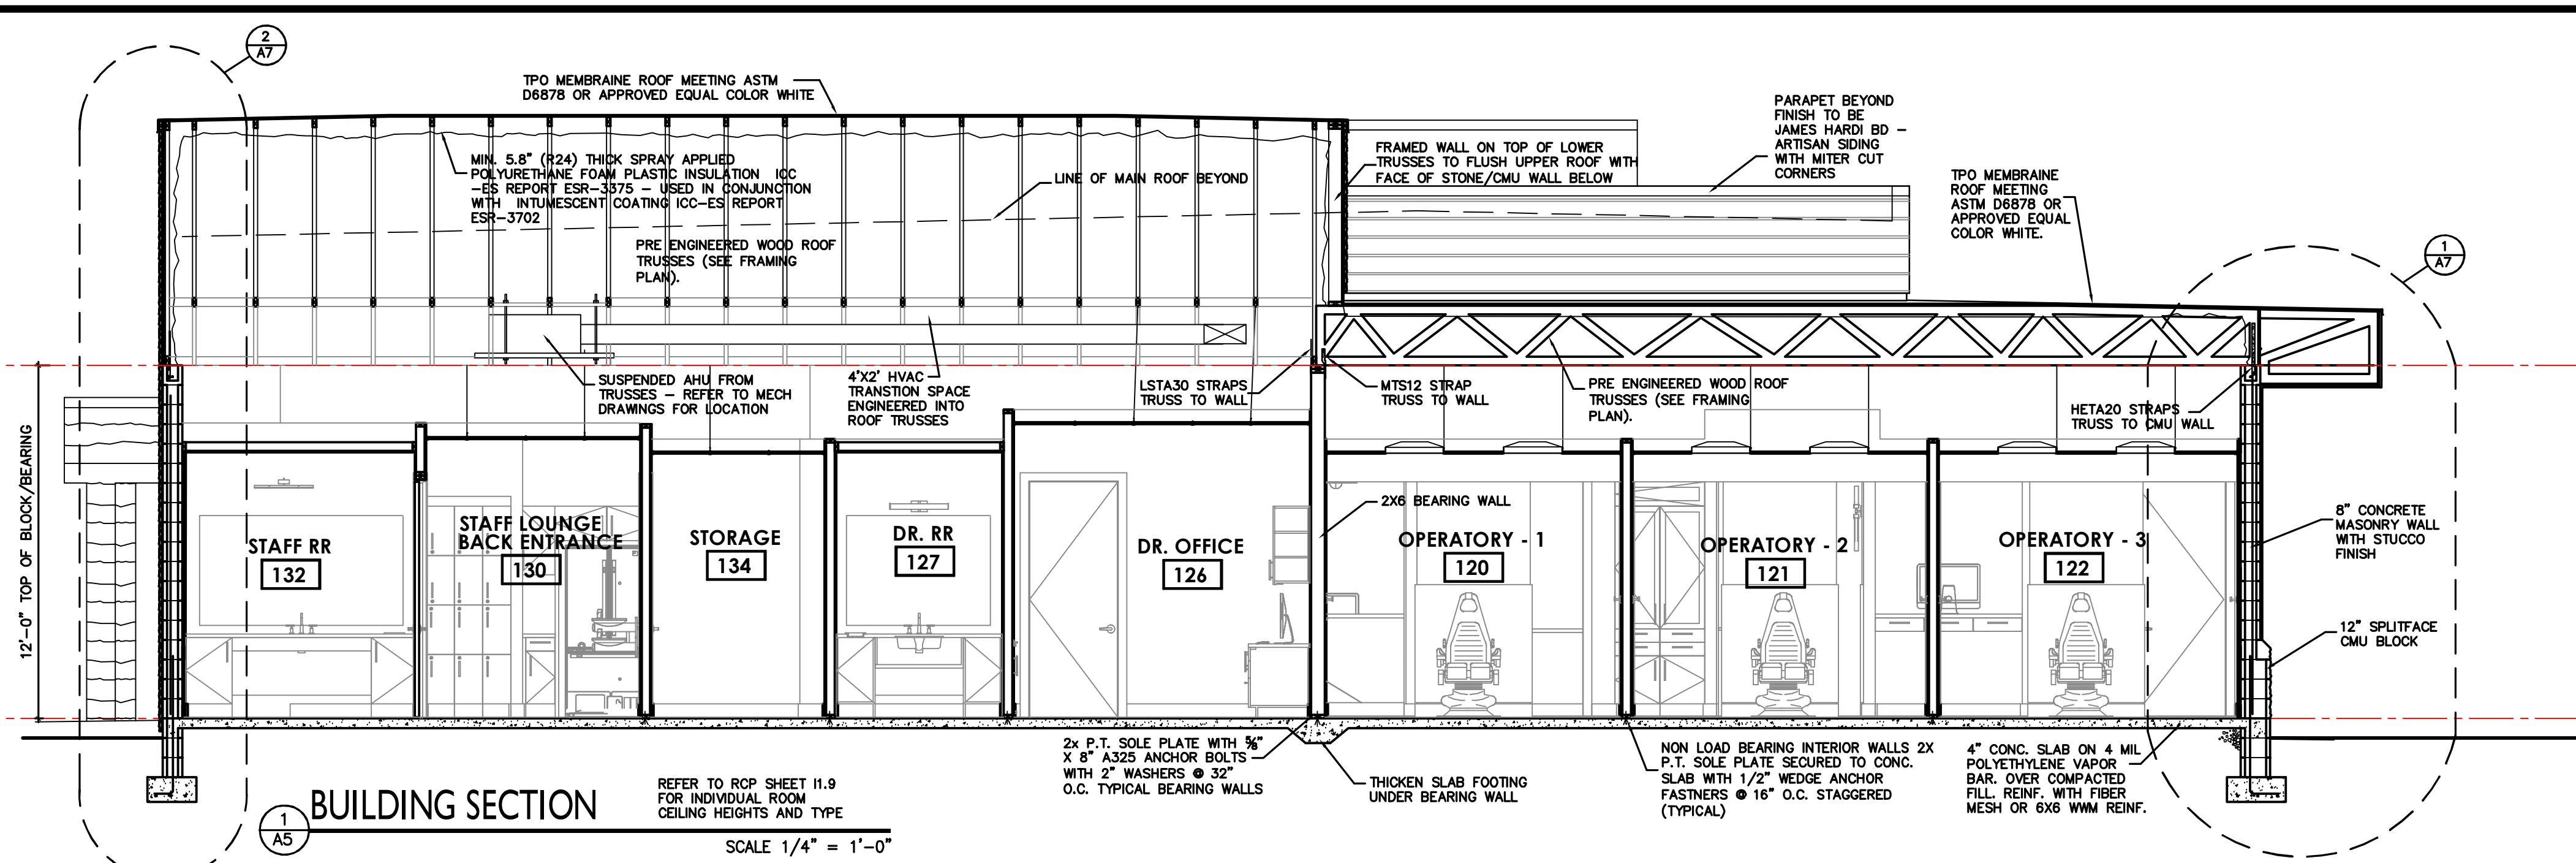 2
A7
TPO MEMBRAINE ROOF MEETING ASTM
D6878 OR APPROVED EQUAL COLOR WHITE
MIN. 5.8" (R24) THICK SPRAY APPLIED
POLYURETHANE FOAM PLASTIC INSULATION ICC
-ES REPORT ESR-3375 - USED IN CONJUNCTION
WITH INTUMESCENT COATING ICC-ES REPORT
ESR-3702
LINE OF MAIN ROOF BEYOND
PRE ENGINEERED WOOD ROOF
TRUSSES (SEE FRAMING
PLAN).
FRAMED WALL ON TOP OF LOWER
TRUSSES TO FLUSH UPPER ROOF WITH
FACE OF STONE/CMU WALL BELOW
PARAPET BEYOND
FINISH TO BE
JAMES HARDI BD -
ARTISAN SIDING
WITH MITER CUT
CORNERS
TPO MEMBRAINE
ROOF MEETING
ASTM D6878 OR
APPROVED EQUAL
COLOR WHITE.
1
A7
SUSPENDED AHU FROM
TRUSSES - REFER TO MECH
DRAWINGS FOR LOCATION
4'X2' HVAC
TRANSTION SPACE
ENGINEERED INTO
ROOF TRUSSES
LSTA30 STRAPS
TRUSS TO WALL
MTS12 STRAP
TRUSS TO WALL
PRE ENGINEERED WOOD ROOF
TRUSSES (SEE FRAMING
PLAN).
HETA20 STRAPS
TRUSS TO CMU WALL
12'-0" TOP OF BLOCK/BEARING
STAFF RR
132
STAFF LOUNGE
BACK ENTRANCE
130
STORAGE
134
DR. RR
127
DR. OFFICE
126
2X6 BEARING WALL
OPERATORY - 1
120
OPERATORY - 2
121
OPERATORY - 3
122
8" CONCRETE
MASONRY WALL
WITH STUCCO
FINISH
12" SPLITFACE
CMU BLOCK
2x P.T. SOLE PLATE WITH ⅝"
X 8" A325 ANCHOR BOLTS
WITH 2" WASHERS @ 32"
O.C. TYPICAL BEARING WALLS
THICKEN SLAB FOOTING
UNDER BEARING WALL
NON LOAD BEARING INTERIOR WALLS 2X
P.T. SOLE PLATE SECURED TO CONC.
SLAB WITH 1/2" WEDGE ANCHOR
FASTNERS @ 16" O.C. STAGGERED
(TYPICAL)
4" CONC. SLAB ON 4 MIL
POLYETHYLENE VAPOR
BAR. OVER COMPACTED
FILL. REINF. WITH FIBER
MESH OR 6X6 WWM REINF.
1
A5
BUILDING SECTION
REFER TO RCP SHEET I1.9
FOR INDIVIDUAL ROOM
CEILING HEIGHTS AND TYPE
SCALE 1/4" = 1'-0"